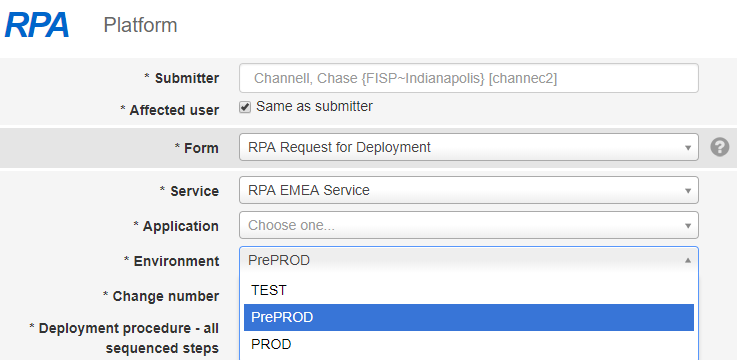 RPA Platform
* Submitter Channell, Chase {FISP~Indianapolis} [channec2]
* Affected user Same as submitter
* Form RPA Request for Deployment ?
* Service RPA EMEA Service
* Application Choose one...
* Environment PrePROD
TEST
* Change number
PrePROD
* Deployment procedure - all
sequenced steps
PROD